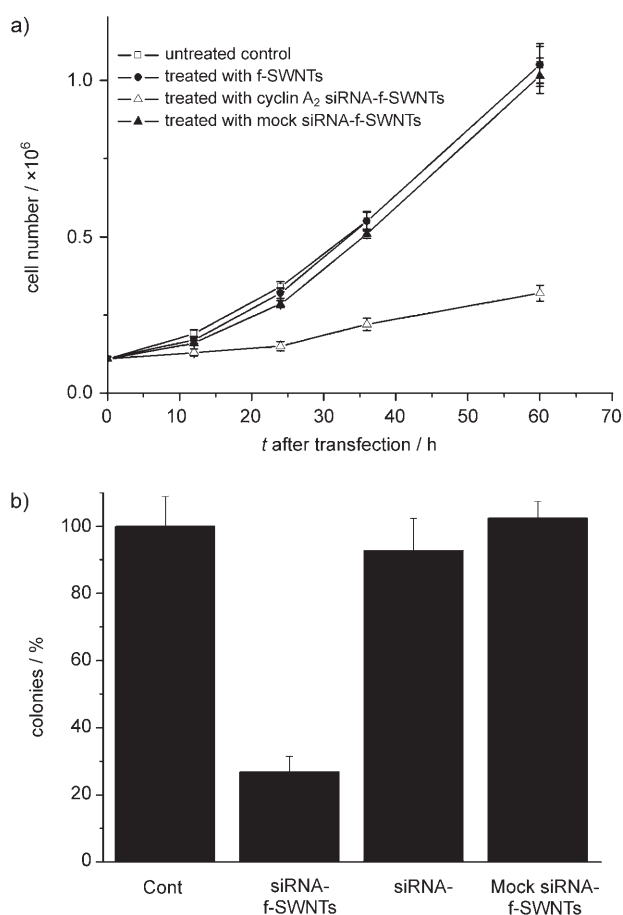 a)
untreated control
treated with f-SWNTs
treated with cyclin A₂ siRNA-f-SWNTs
treated with mock siRNA-f-SWNTs
1.0
0.5
0.0
cell number / ×10⁶
0 10 20 30 40 50 60 70
t after transfection / h
b)
100
80
60
40
20
0
colonies / %
Cont siRNA- siRNA- Mock siRNA-
f-SWNTs f-SWNTs